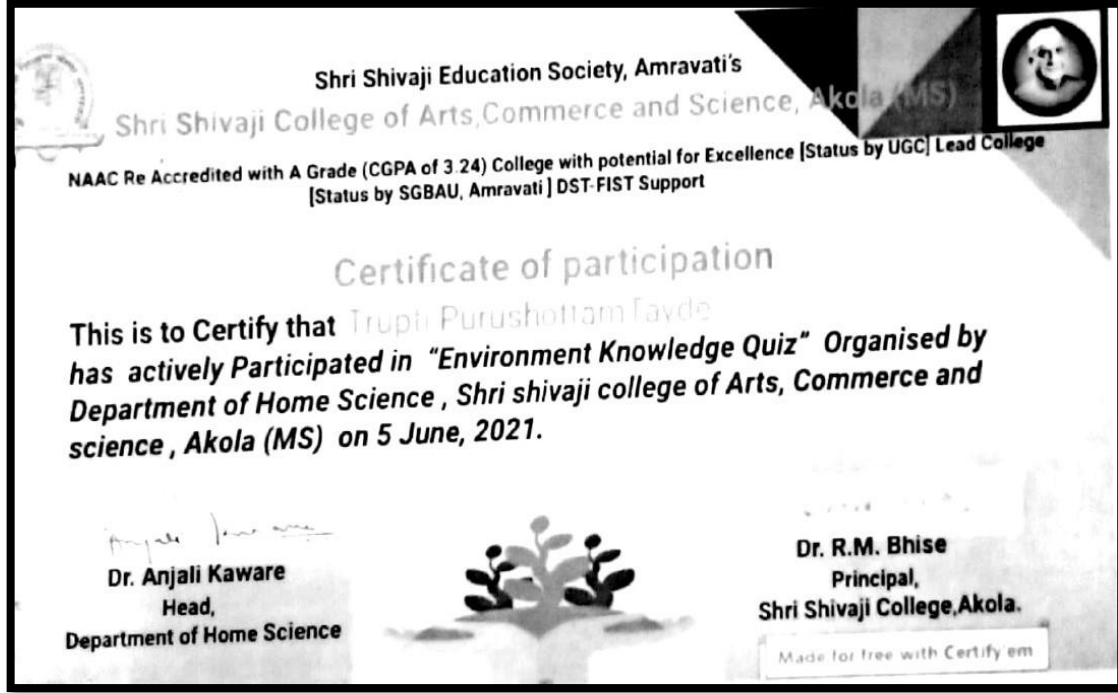 Shri Shivaji Education Society, Amravati's
Shri Shivaji College of Arts,Commerce and Science, Akola (MS)
NAAC Re Accredited with A Grade (CGPA of 3.24) College with potential for Excellence [Status by UGC] Lead College
[Status by SGBAU, Amravati ] DST-FIST Support
Certificate of participation
This is to Certify that Trupti Purushottam Tayde
has actively Participated in "Environment Knowledge Quiz" Organised by
Department of Home Science , Shri shivaji college of Arts, Commerce and
science , Akola (MS) on 5 June, 2021.
Dr. Anjali Kaware
Head,
Department of Home Science
Dr. R.M. Bhise
Principal,
Shri Shivaji College,Akola.
Made for free with Certify'em